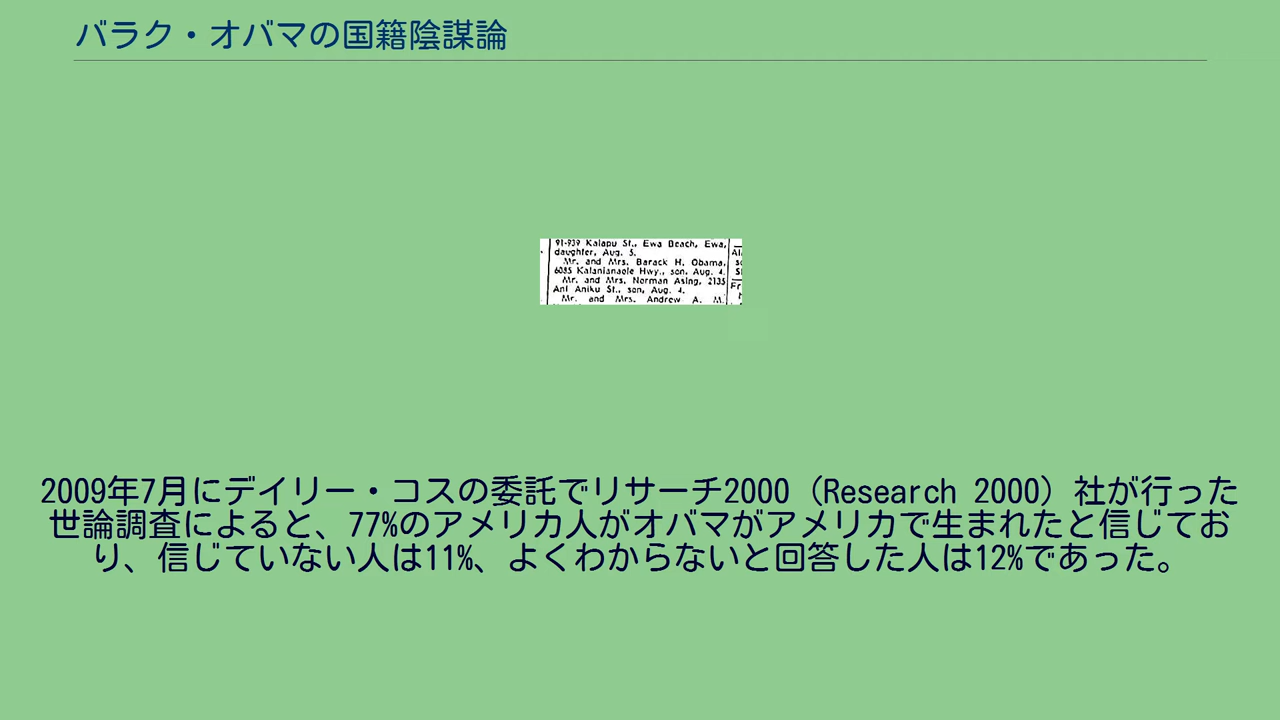 バラク・オバマの国籍陰謀論
91-939 Kalapu St., Ewa Beach, Ewa,
daughter, Aug. 5.
Mr. and Mrs. Barack H. Obama,
6085 Kalanianaole Hwy., son, Aug. 4.
Mr. and Mrs. Norman Asing, 2135
Ani Aniku St., son, Aug. 4.
Mr. and Mrs. Andrew A. M.
2009年7月にデイリー・コスの委託でリサーチ2000（Research 2000）社が行った
世論調査によると、77%のアメリカ人がオバマがアメリカで生まれたと信じてお
り、信じていない人は11%、よくわからないと回答した人は12%であった。